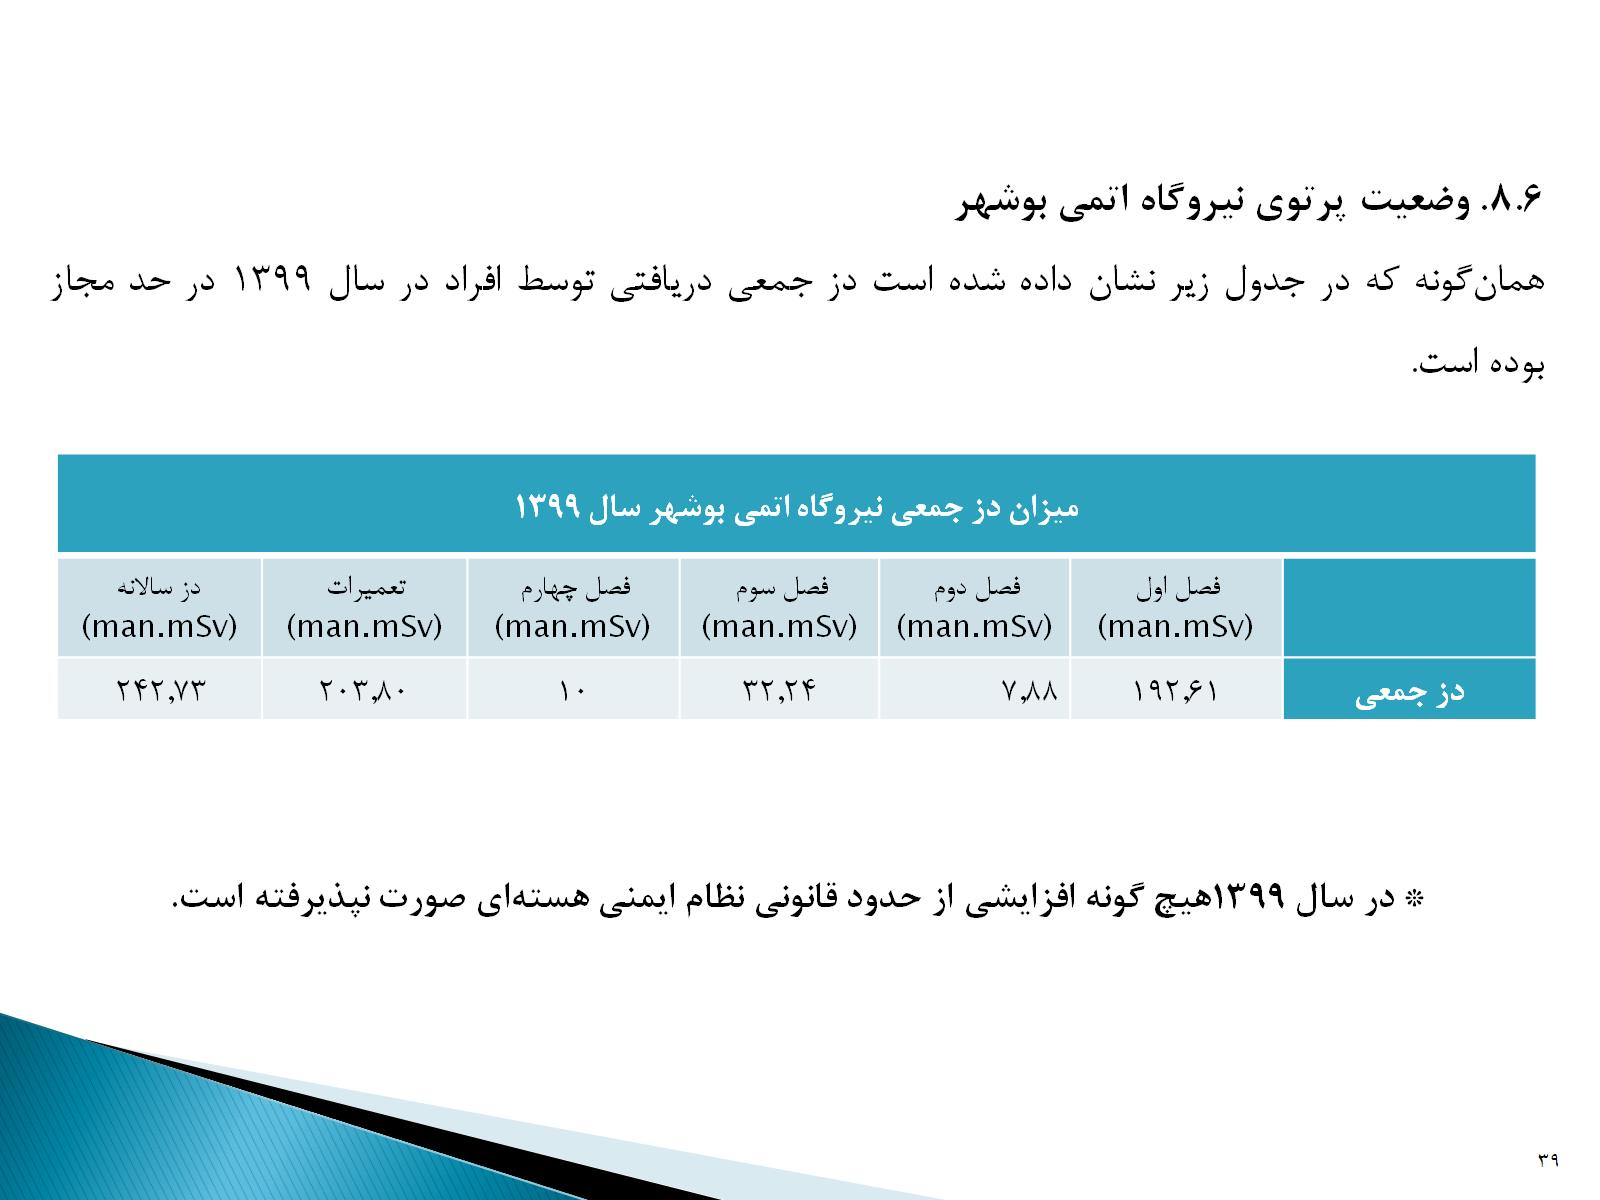 ۸.۶. وضعیت پرتوی نیروگاه اتمی بوشهر
همان‌گونه که در جدول زیر نشان داده شده است دز جمعی دریافتی توسط افراد در سال ۱۳۹۹ در حد مجاز
بوده است.
میزان دز جمعی نیروگاه اتمی بوشهر سال ۱۳۹۹
فصل اول فصل دوم فصل سوم فصل چهارم تعمیرات دز سالانه
(man.mSv) (man.mSv) (man.mSv) (man.mSv) (man.mSv) (man.mSv)
دز جمعی ۱۹۲,۶۱ ۷,۸۸ ۳۲,۲۴ ۱۰ ۲۰۳,۸۰ ۲۴۲,۷۳
* در سال ۱۳۹۹هیچ گونه افزایشی از حدود قانونی نظام ایمنی هسته‌ای صورت نپذیرفته است.
۳۹